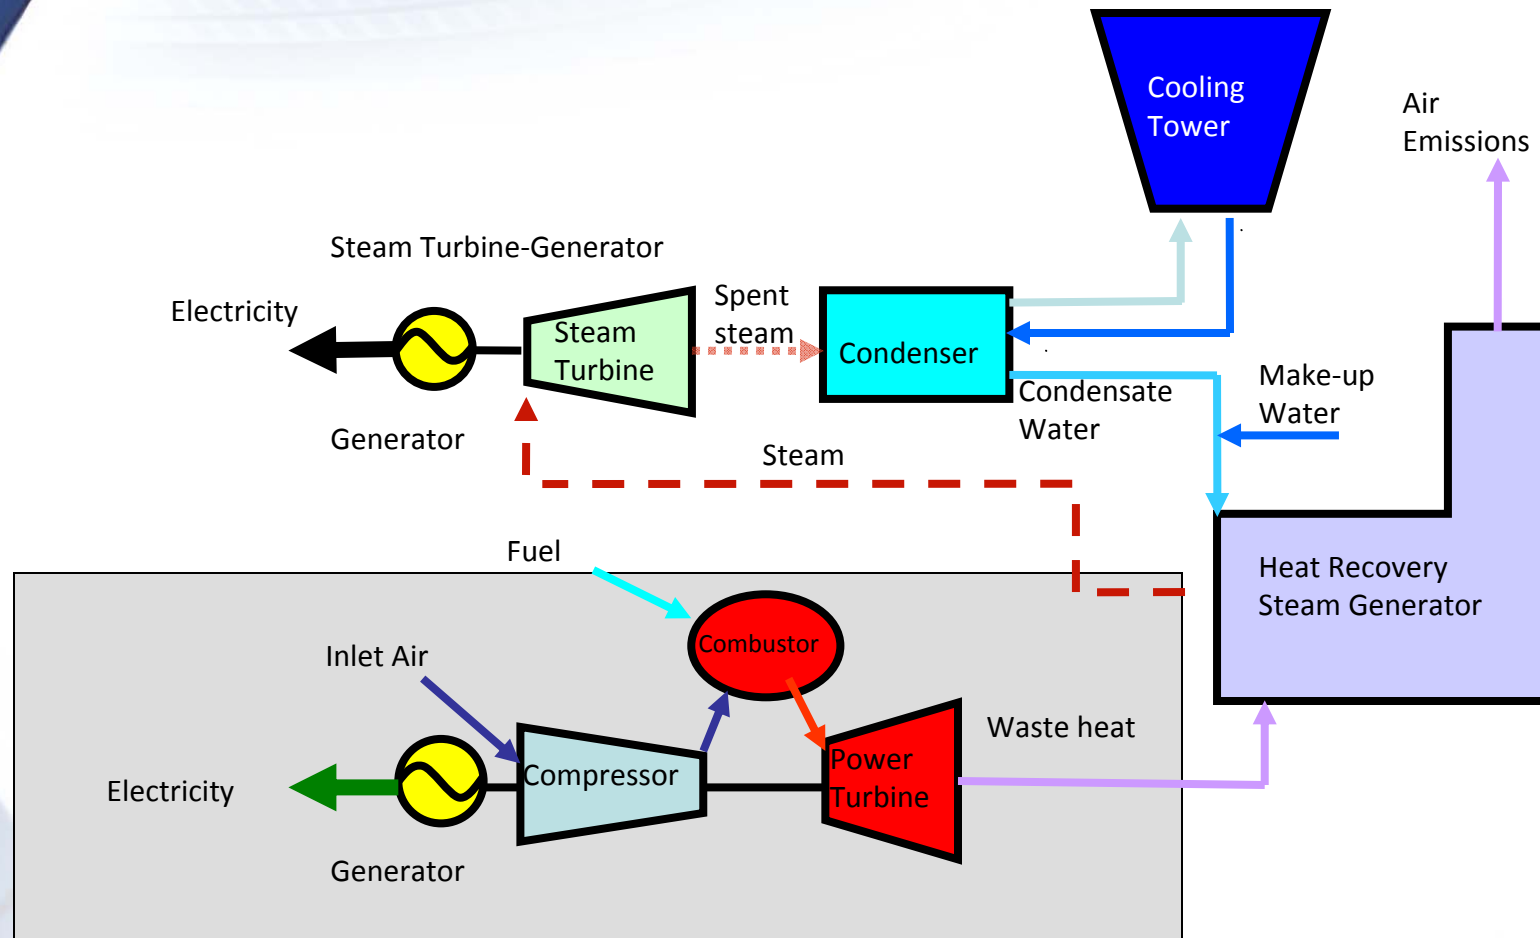 Cooling
Tower
Air
Emissions
Steam Turbine-Generator
Electricity
Spent
steam
Steam
Turbine
Condenser
Make-up
Water
Condensate
Water
Generator
Steam
Fuel
Heat Recovery
Steam Generator
Combustor
Inlet Air
Waste heat
Compressor
Power
Turbine
Electricity
Generator